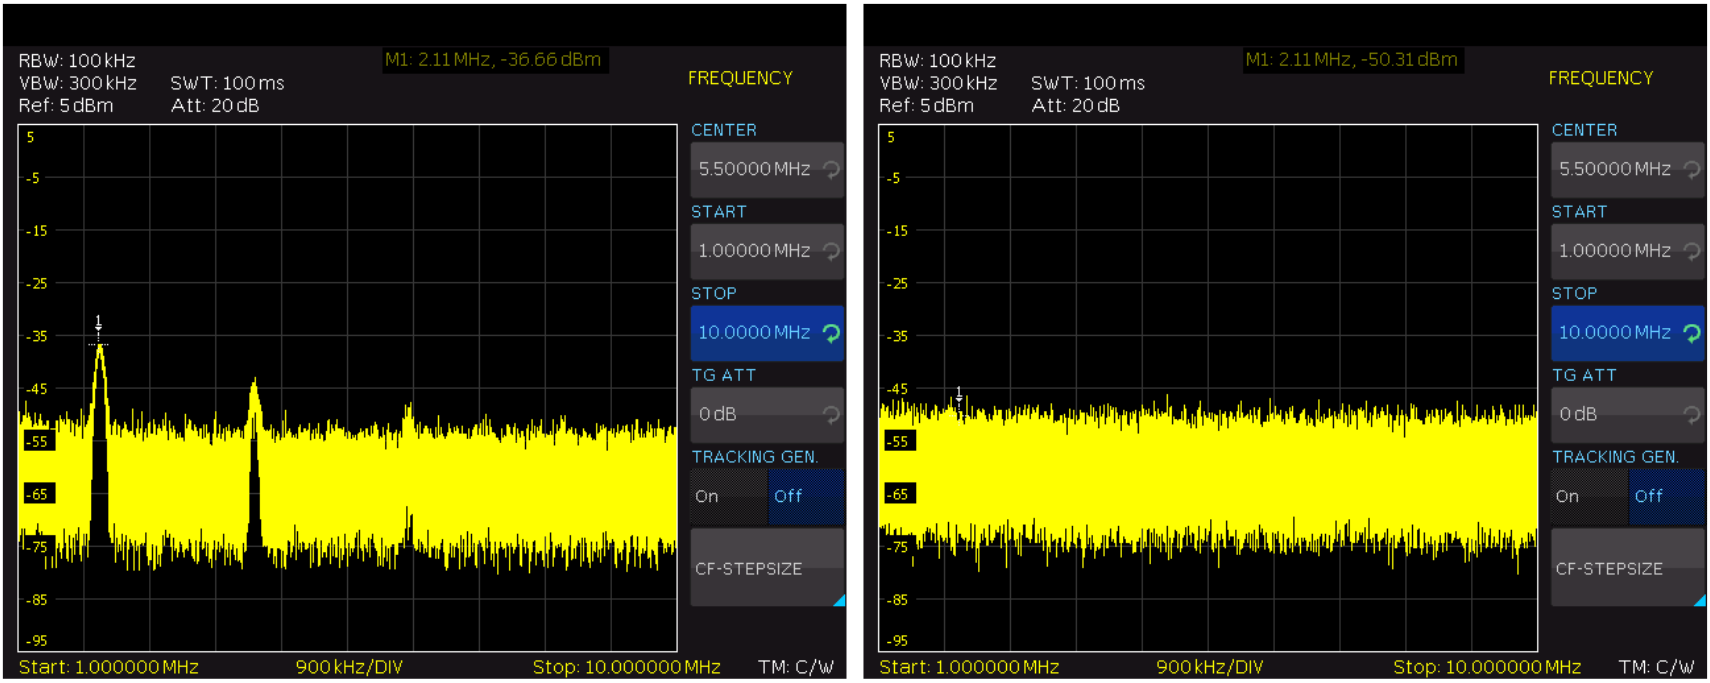 RBW: 100 kHz
VBW: 300 kHz SWT: 100 ms
Ref: 5 dBm Att: 20 dB
M1: 2.11 MHz, -36.66 dBm
FREQUENCY
5
-5
-15
-25
-35
-45
-55
-65
-75
-85
-95
1
CENTER
5.50000 MHz
START
1.00000 MHz
STOP
10.0000 MHz
TG ATT
0 dB
TRACKING GEN.
On Off
CF-STEPSIZE
Start: 1.000000 MHz 900 kHz/DIV Stop: 10.000000 MHz TM: C/W
RBW: 100 kHz
VBW: 300 kHz SWT: 100 ms
Ref: 5 dBm Att: 20 dB
M1: 2.11 MHz, -50.31 dBm
FREQUENCY
5
-5
-15
-25
-35
-45
-55
-65
-75
-85
-95
1
CENTER
5.50000 MHz
START
1.00000 MHz
STOP
10.0000 MHz
TG ATT
0 dB
TRACKING GEN.
On Off
CF-STEPSIZE
Start: 1.000000 MHz 900 kHz/DIV Stop: 10.000000 MHz TM: C/W